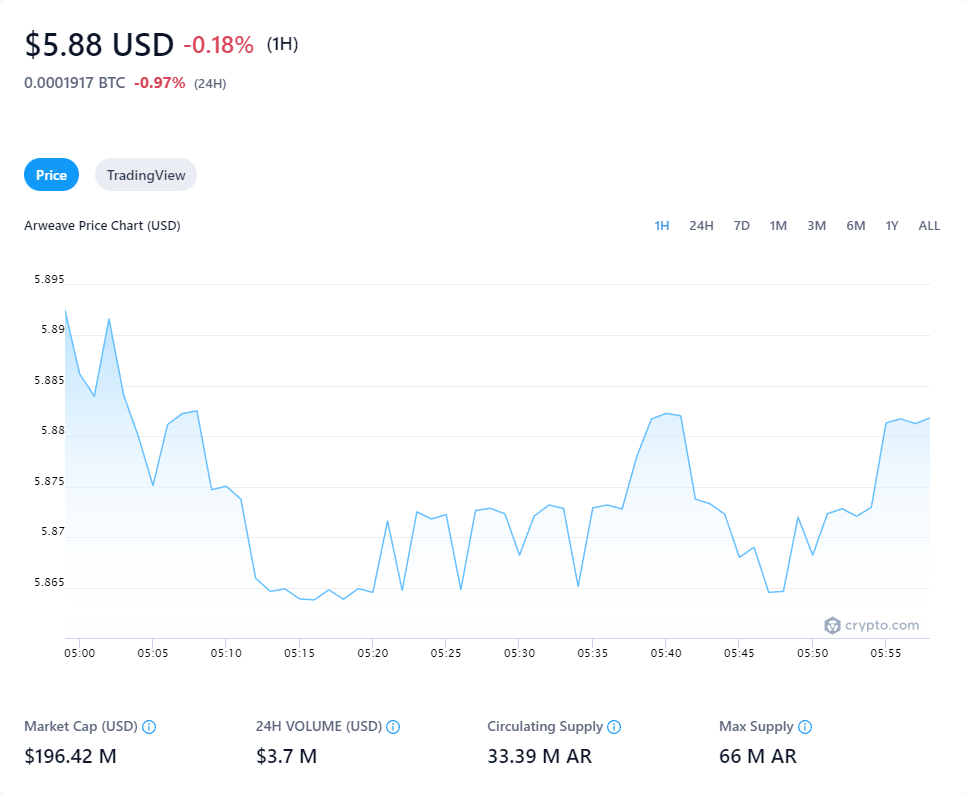 $5.88 USD -0.18% (1H)
0.0001917 BTC -0.97% (24H)
Price TradingView
Arweave Price Chart (USD) 1H 24H 7D 1M 3M 6M 1Y ALL
5.895
5.89
5.885
5.88
5.875
5.87
5.865
crypto.com
05:00 05:05 05:10 05:15 05:20 05:25 05:30 05:35 05:40 05:45 05:50 05:55
Market Cap (USD) 24H VOLUME (USD) Circulating Supply Max Supply
$196.42 M $3.7 M 33.39 M AR 66 M AR